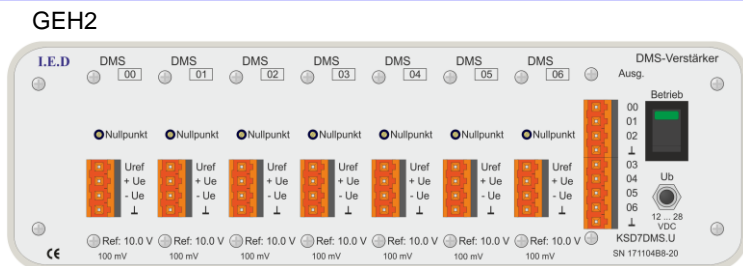 GEH2
I.E.D DMS DMS DMS DMS DMS DMS DMS DMS-Verstärker
00 01 02 03 04 05 06 Ausg.
Betrieb
00
01
Nullpunkt Nullpunkt Nullpunkt Nullpunkt Nullpunkt Nullpunkt Nullpunkt 02
⊥
Uref Uref Uref Uref Uref Uref Uref 03
+ Ue + Ue + Ue + Ue + Ue + Ue + Ue 04 Ub
- Ue - Ue - Ue - Ue - Ue - Ue - Ue 05
⊥ ⊥ ⊥ ⊥ ⊥ ⊥ ⊥ 06
12 ... 28
⊥ VDC
Ref: 10.0 V Ref: 10.0 V Ref: 10.0 V Ref: 10.0 V Ref: 10.0 V Ref: 10.0 V Ref: 10.0 V KSD7DMS.U
CE 100 mV 100 mV 100 mV 100 mV 100 mV 100 mV 100 mV SN 171104B8-20